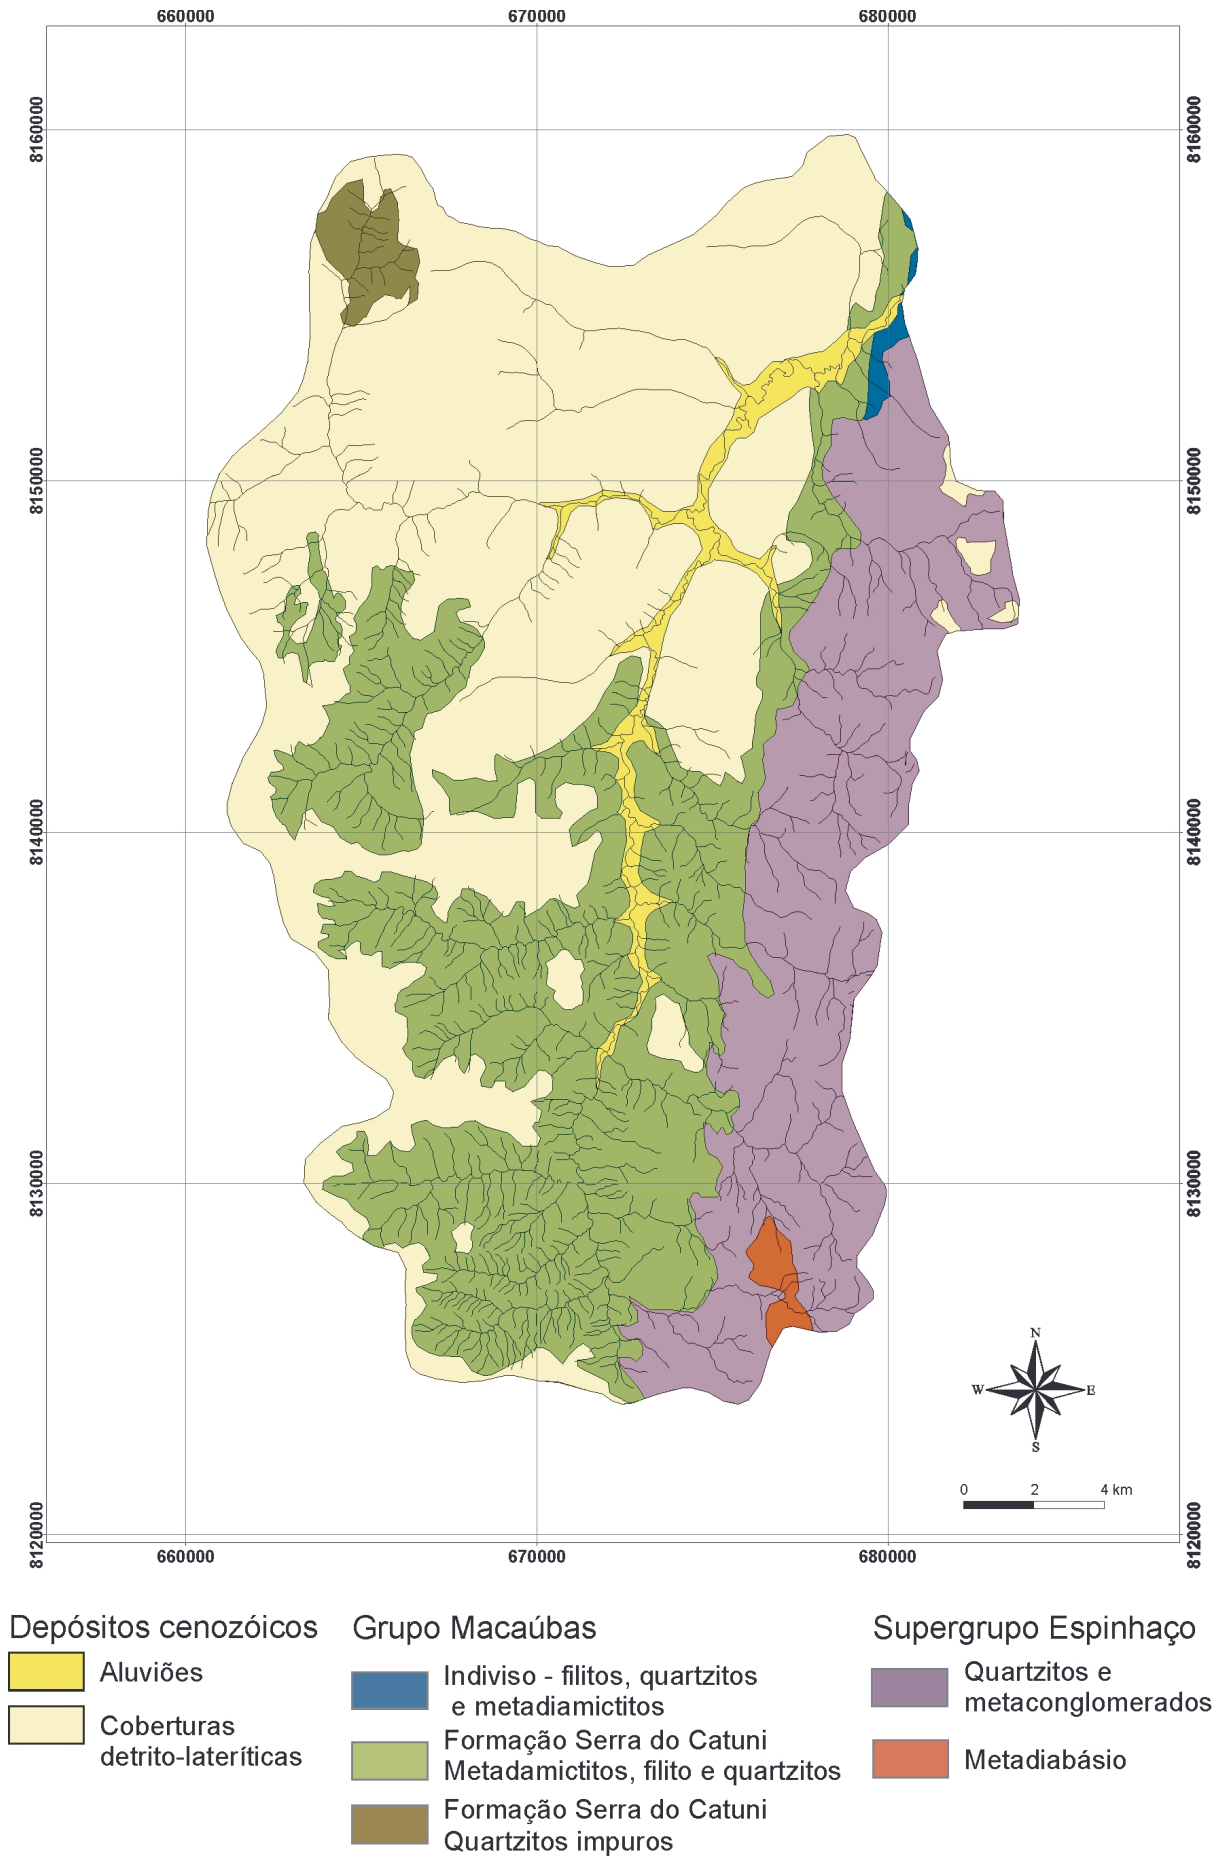 660000
670000
680000
8160000
8160000
8150000
8150000
8140000
8140000
8130000
8130000
N
W
E
S
0
2
4 km
8120000
8120000
660000
670000
680000
Depósitos cenozóicos
Aluviões
Coberturas
detrito-lateríticas
Grupo Macaúbas
Indiviso - filitos, quartzitos
e metadiamictitos
Formação Serra do Catuni
Metadamictitos, filito e quartzitos
Formação Serra do Catuni
Quartzitos impuros
Supergrupo Espinhaço
Quartzitos e
metaconglomerados
Metadiabásio